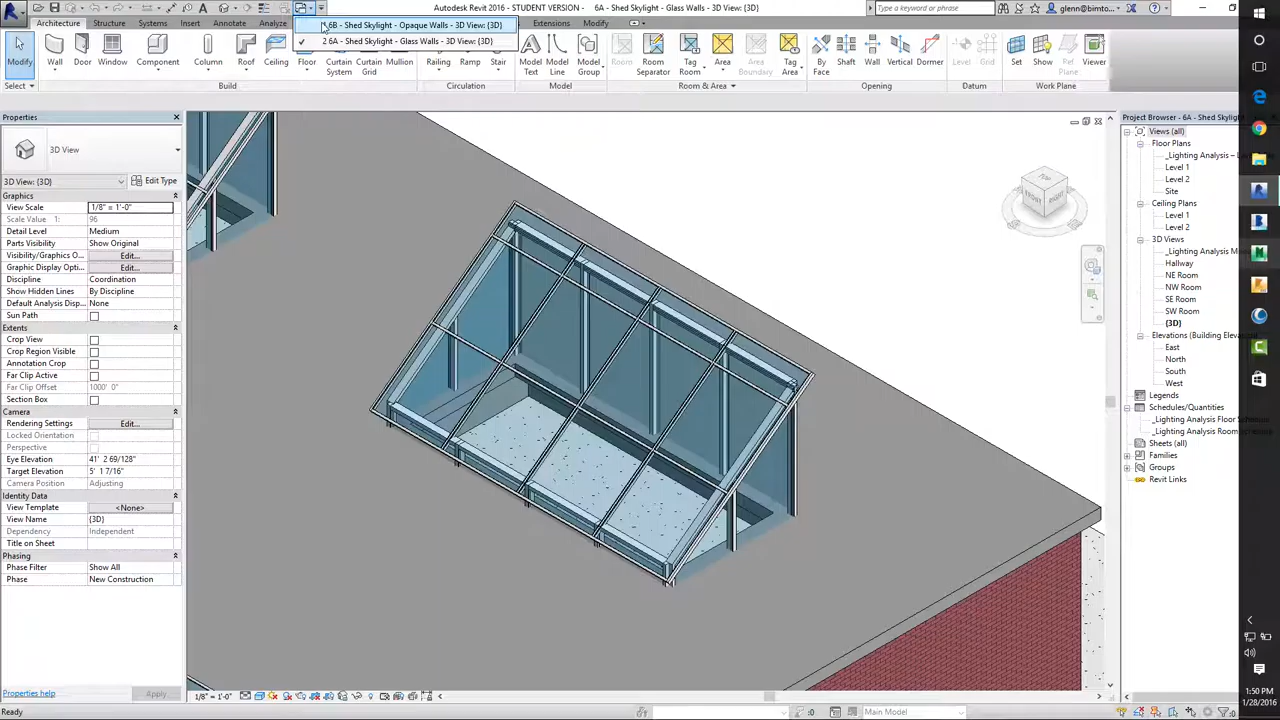 Autodesk Revit 2016 - STUDENT VERSION - 6A - Shed Skylight - Glass Walls - 3D View: {3D}
Type a keyword or phrase
glenn@bimto...
Architecture Structure Systems Insert Annotate Analyze Extensions Modify
1 6B - Shed Skylight - Opaque Walls - 3D View: {3D}
2 6A - Shed Skylight - Glass Walls - 3D View: {3D}
Modify Wall Door Window Component Column Roof Ceiling Floor Curtain System Curtain Grid Mullion Railing Ramp Stair Model Text Model Line Model Group Room Room Separator Tag Room Area Area Boundary Tag Area By Face Shaft Wall Vertical Dormer Level Grid Set Show Ref Plane Viewer
Select Build Circulation Model Room & Area Opening Datum Work Plane
Properties
3D View
3D View: {3D} Edit Type
Graphics
View Scale 1/8" = 1'-0"
Scale Value 1: 96
Detail Level Medium
Parts Visibility Show Original
Visibility/Graphics O... Edit...
Graphic Display Opti... Edit...
Discipline Coordination
Show Hidden Lines By Discipline
Default Analysis Disp... None
Sun Path
Extents
Crop View
Crop Region Visible
Annotation Crop
Far Clip Active
Far Clip Offset 1000' 0"
Section Box
Camera
Rendering Settings Edit...
Locked Orientation
Perspective
Eye Elevation 41' 2 69/128"
Target Elevation 5' 1 7/16"
Camera Position Adjusting
Identity Data
View Template <None>
View Name {3D}
Dependency Independent
Title on Sheet
Phasing
Phase Filter Show All
Phase New Construction
Properties help Apply
TOP
FRONT RIGHT
Project Browser - 6A - Shed Skylight
Views (all)
Floor Plans
_Lighting Analysis – L
Level 1
Level 2
Site
Ceiling Plans
Level 1
Level 2
3D Views
_Lighting Analysis M
Hallway
NE Room
NW Room
SE Room
SW Room
{3D}
Elevations (Building Eleva
East
North
South
West
Legends
Schedules/Quantities
_Lighting Analysis Floor Sched
_Lighting Analysis Room
Sheets (all)
Families
Groups
Revit Links
1/8" = 1'-0"
Ready :0 Main Model :0
1:50 PM
1/28/2016